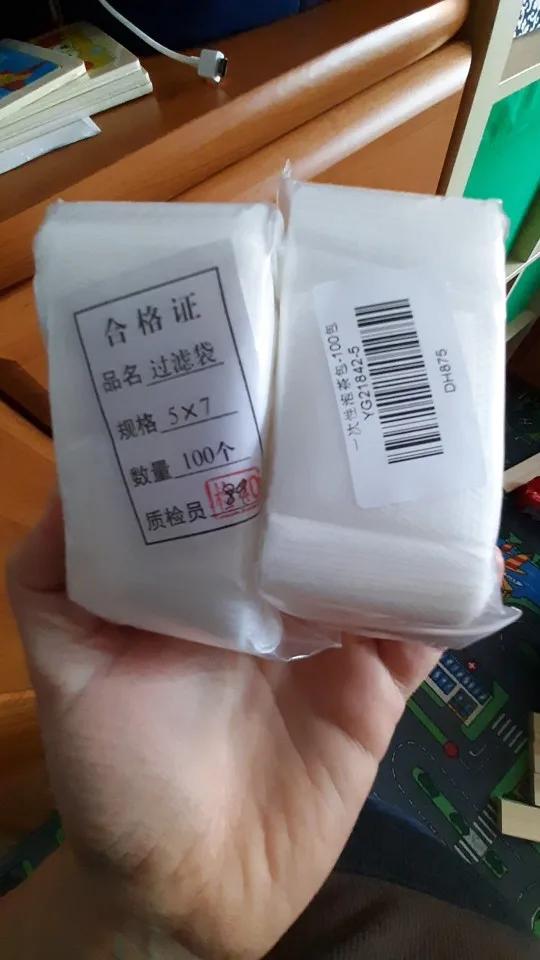 合格证
品名 过滤袋
规格 5×7
数量 100个
质检员
一次性泡茶包-100包
YG21842-5
DH875